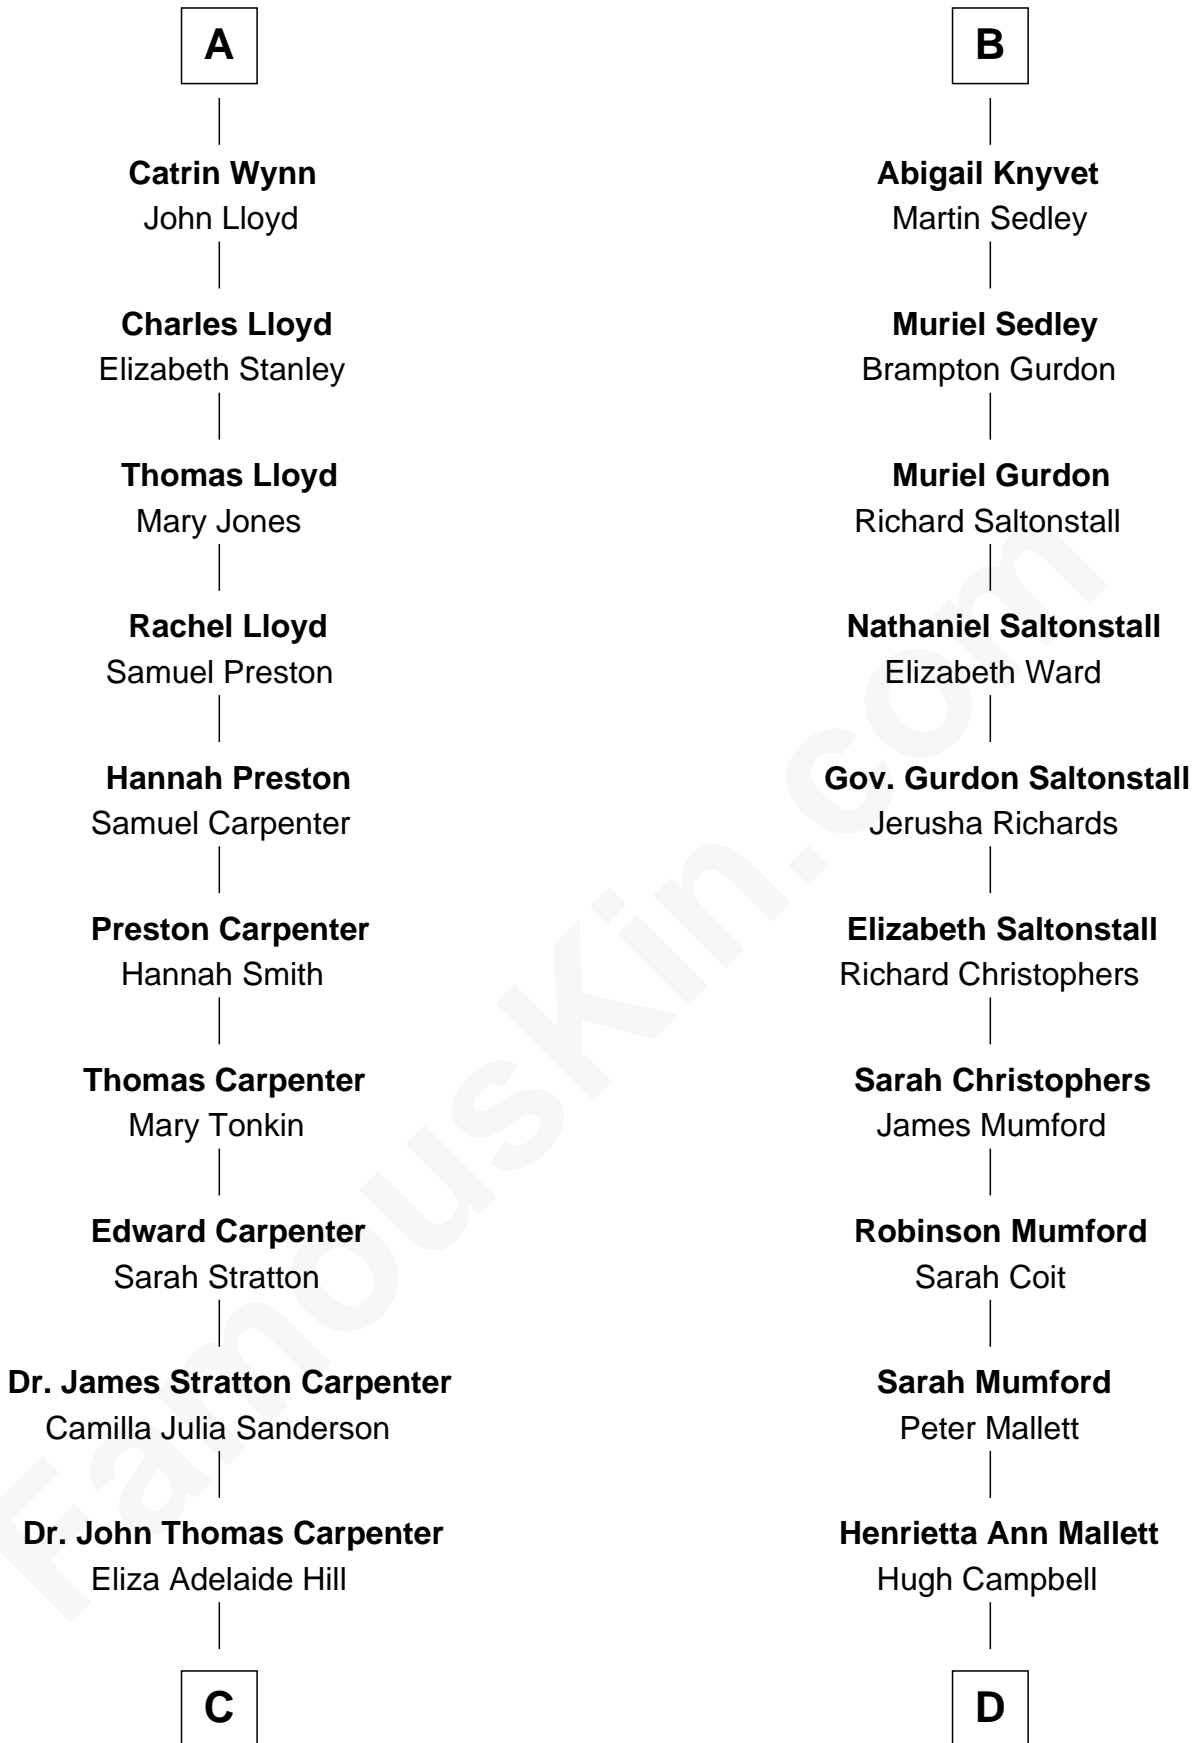 A
Catrin Wynn
John Lloyd
Charles Lloyd
Elizabeth Stanley
Thomas Lloyd
Mary Jones
Rachel Lloyd
Samuel Preston
Hannah Preston
Samuel Carpenter
Preston Carpenter
Hannah Smith
Thomas Carpenter
Mary Tonkin
Edward Carpenter
Sarah Stratton
Dr. James Stratton Carpenter
Camilla Julia Sanderson
Dr. John Thomas Carpenter
Eliza Adelaide Hill
C
B
Abigail Knyvet
Martin Sedley
Muriel Sedley
Brampton Gurdon
Muriel Gurdon
Richard Saltonstall
Nathaniel Saltonstall
Elizabeth Ward
Gov. Gurdon Saltonstall
Jerusha Richards
Elizabeth Saltonstall
Richard Christophers
Sarah Christophers
James Mumford
Robinson Mumford
Sarah Coit
Sarah Mumford
Peter Mallett
Henrietta Ann Mallett
Hugh Campbell
D
FamousKin.com